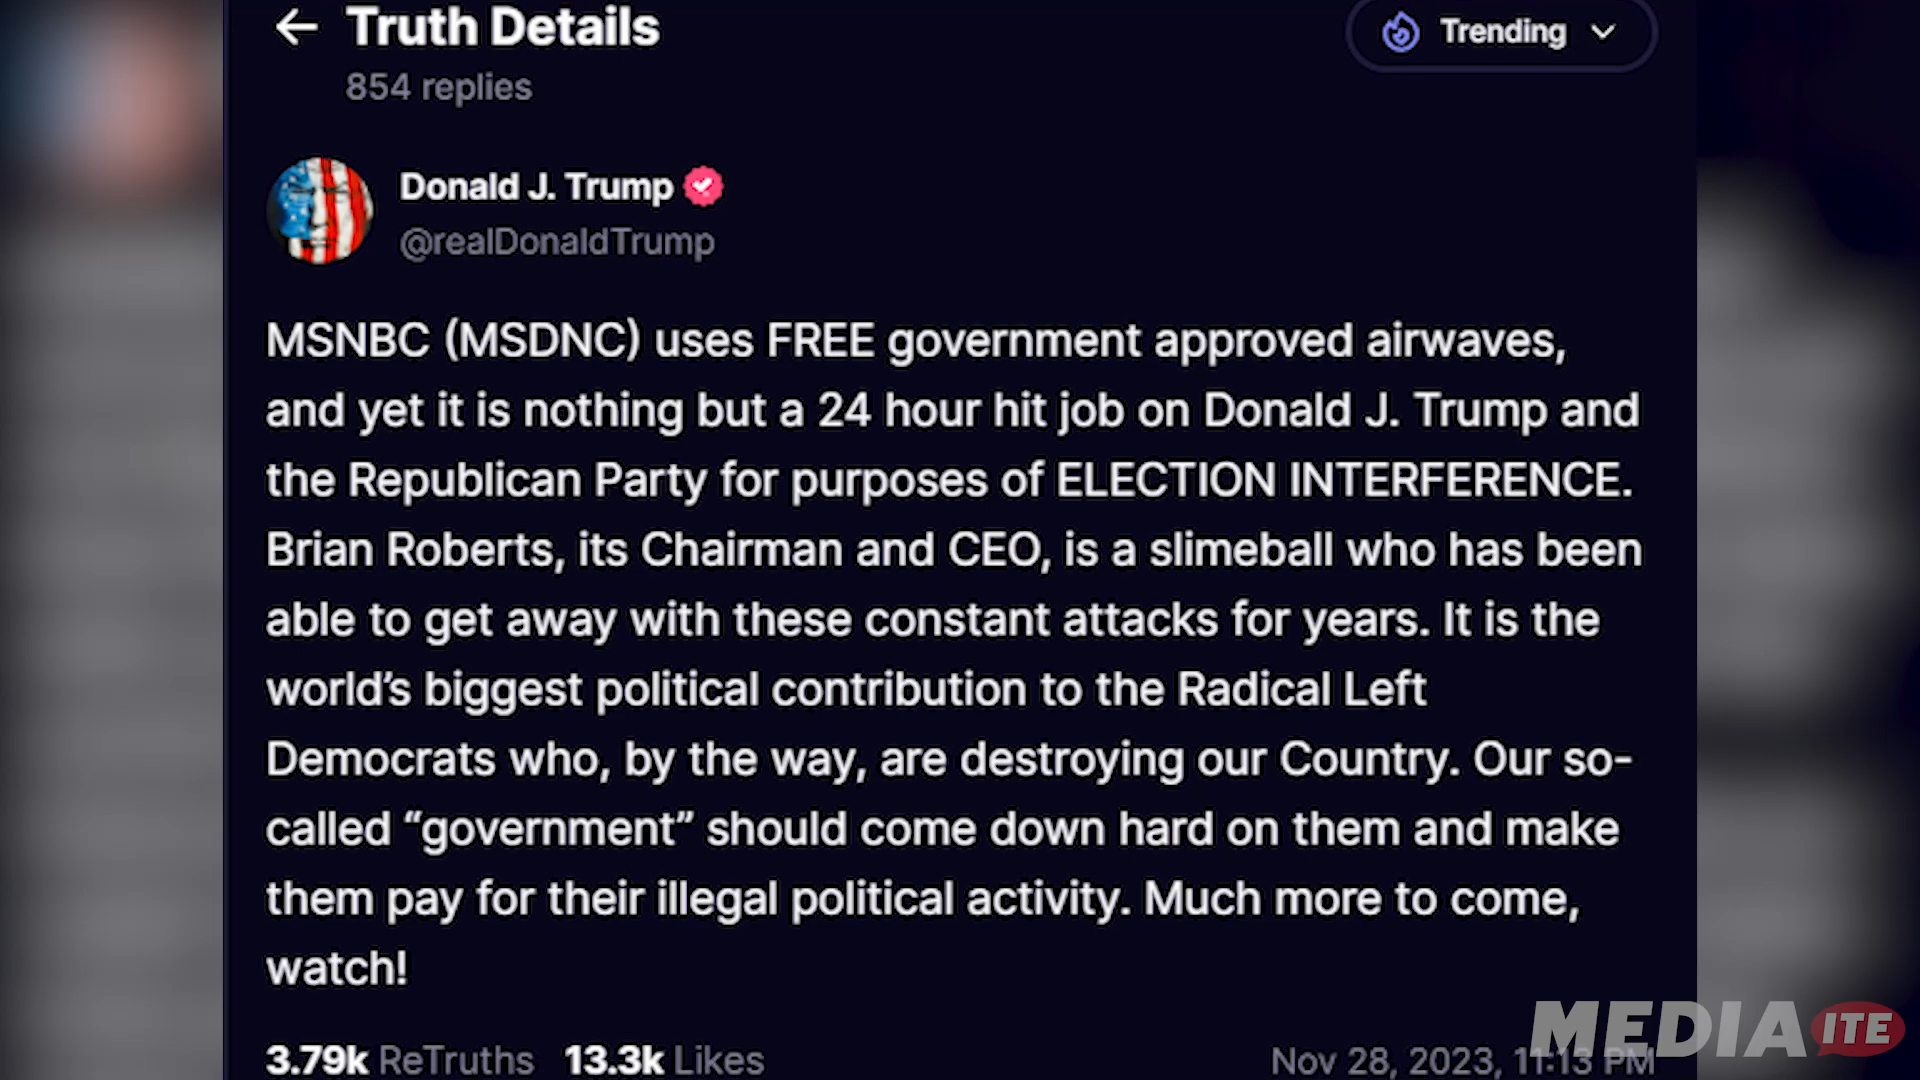 Truth Details
Trending
854 replies
Donald J. Trump
@realDonaldTrump
MSNBC (MSDNC) uses FREE government approved airwaves,
and yet it is nothing but a 24 hour hit job on Donald J. Trump and
the Republican Party for purposes of ELECTION INTERFERENCE.
Brian Roberts, its Chairman and CEO, is a slimeball who has been
able to get away with these constant attacks for years. It is the
world’s biggest political contribution to the Radical Left
Democrats who, by the way, are destroying our Country. Our so-
called “government” should come down hard on them and make
them pay for their illegal political activity. Much more to come,
watch!
3.79k ReTruths 13.3k Likes
Nov 28, 2023, 11:13 PM
MEDIAITE